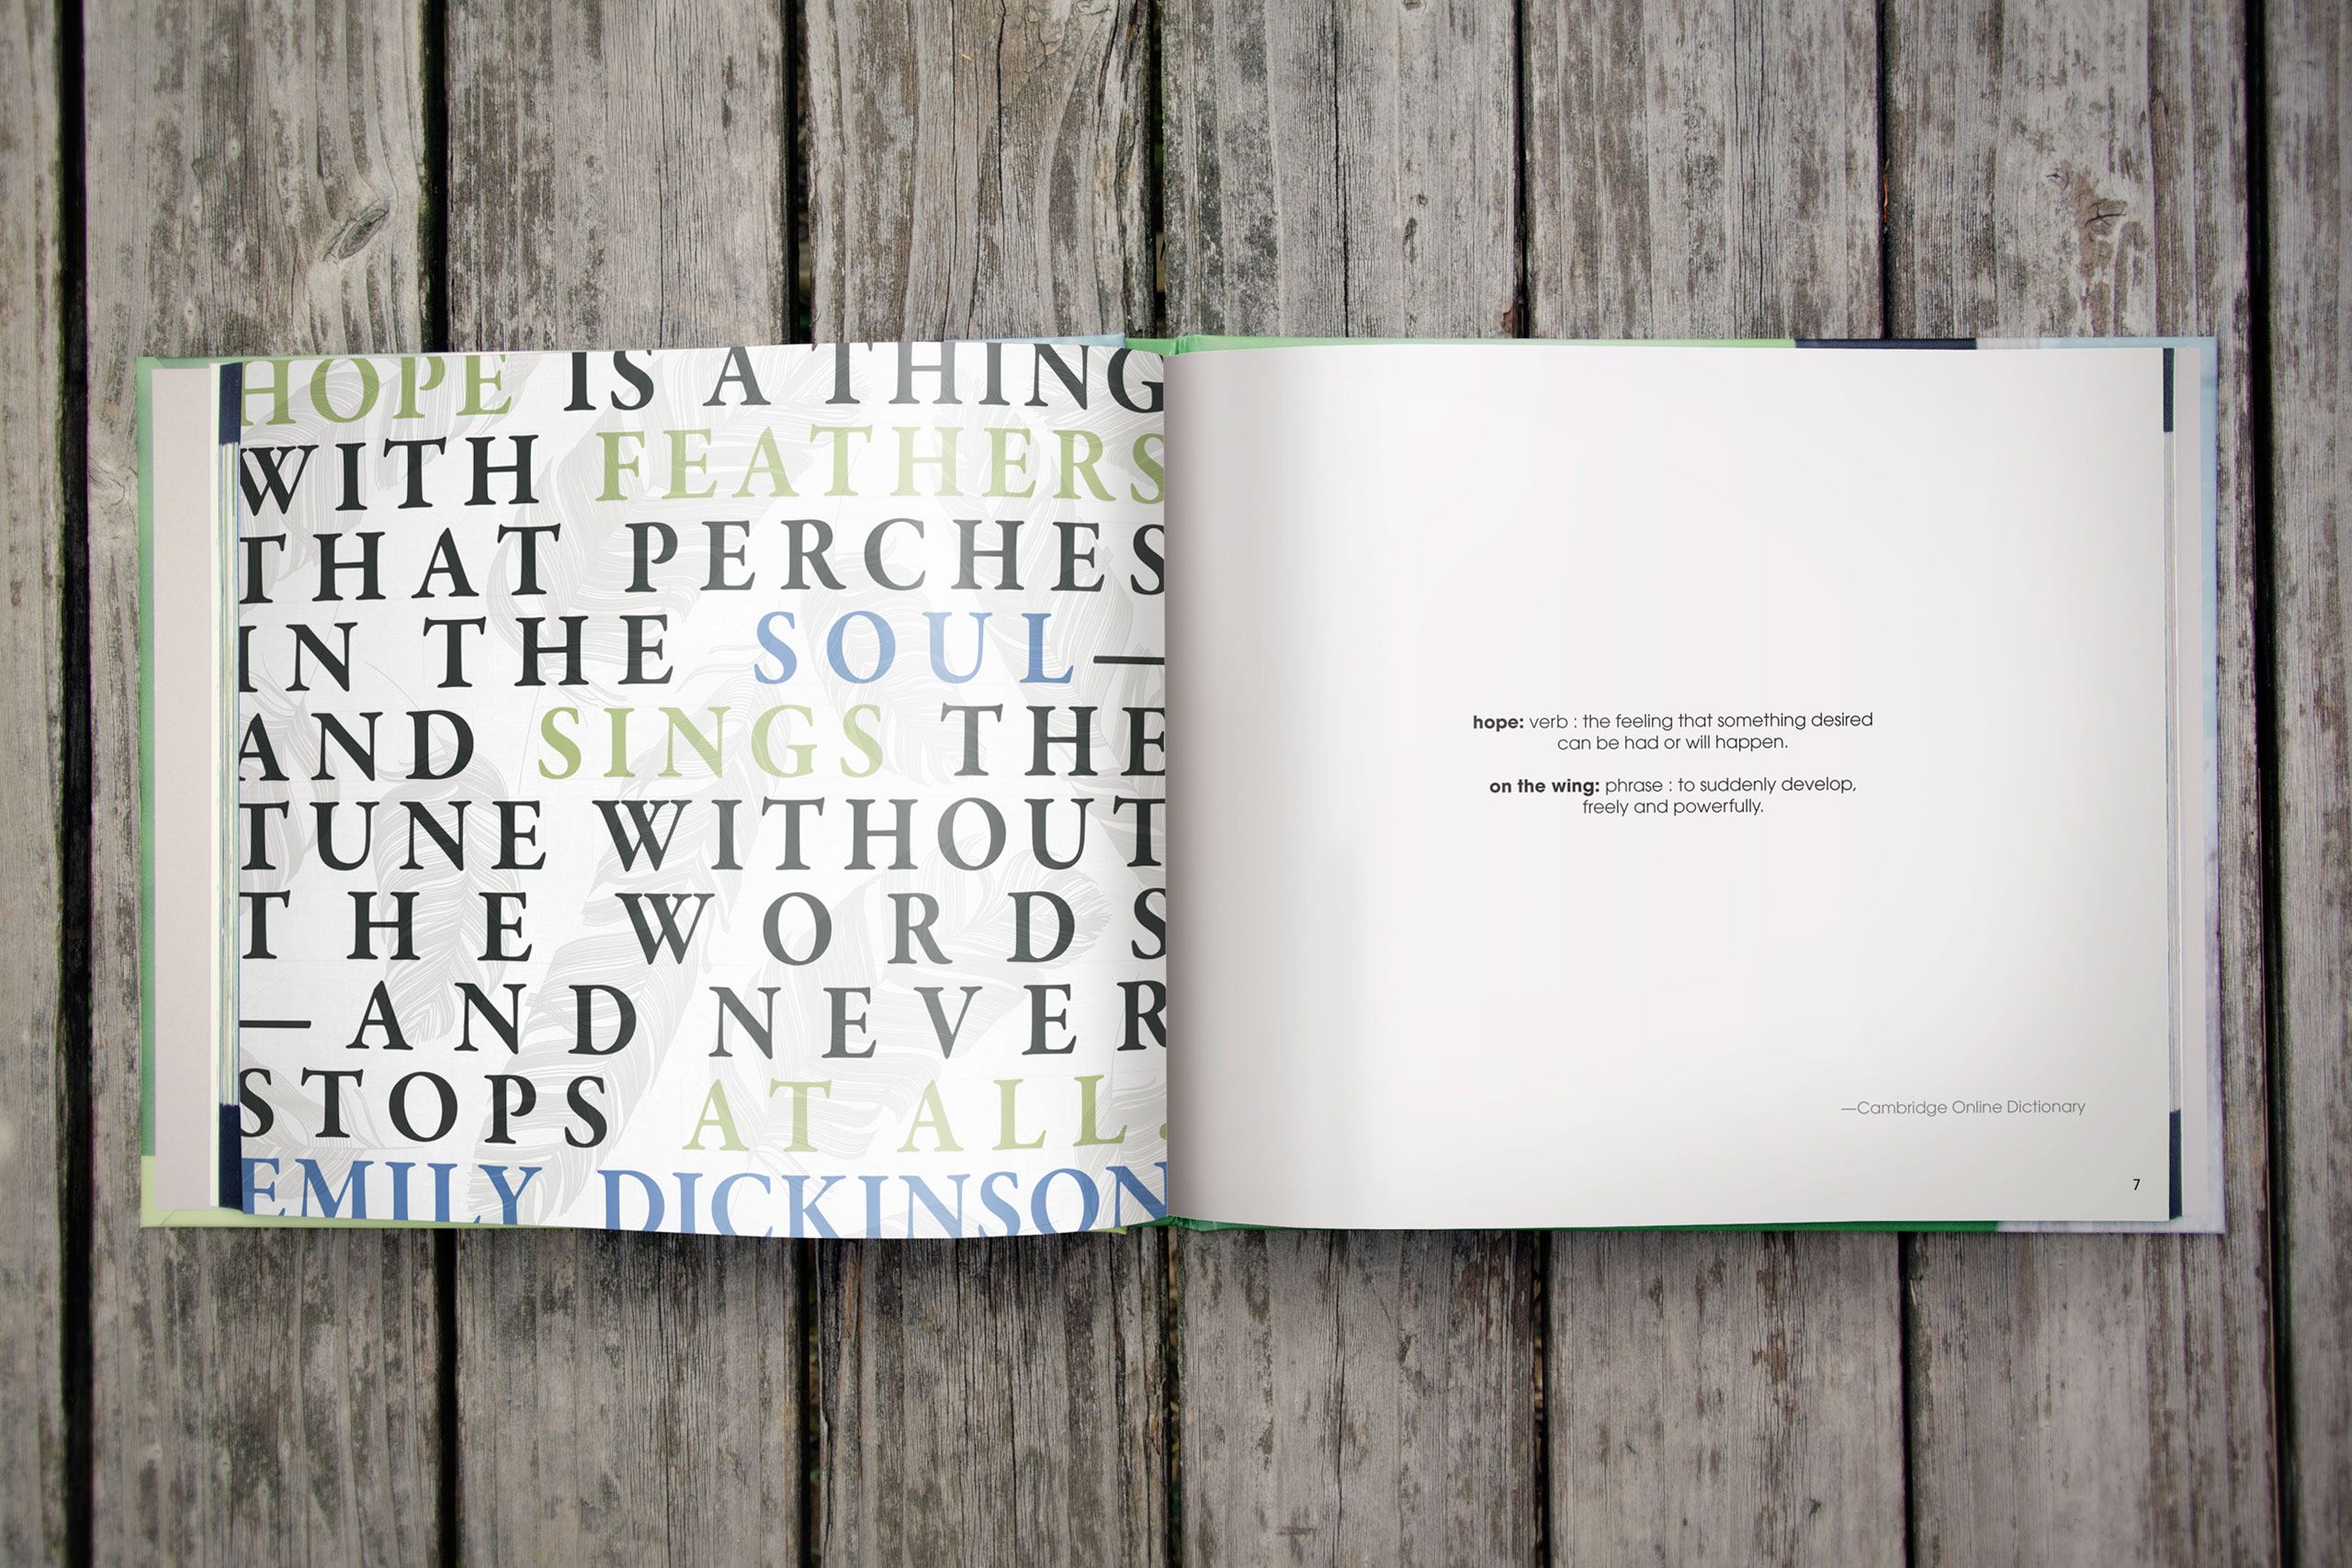 HOPE IS A THING
WITH FEATHERS
THAT PERCHES
IN THE SOUL—
AND SINGS THE
TUNE WITHOUT
THE WORDS
—AND NEVER
STOPS AT ALL.
EMILY DICKINSON
hope: verb : the feeling that something desired
can be had or will happen.
on the wing: phrase : to suddenly develop,
freely and powerfully.
—Cambridge Online Dictionary
7